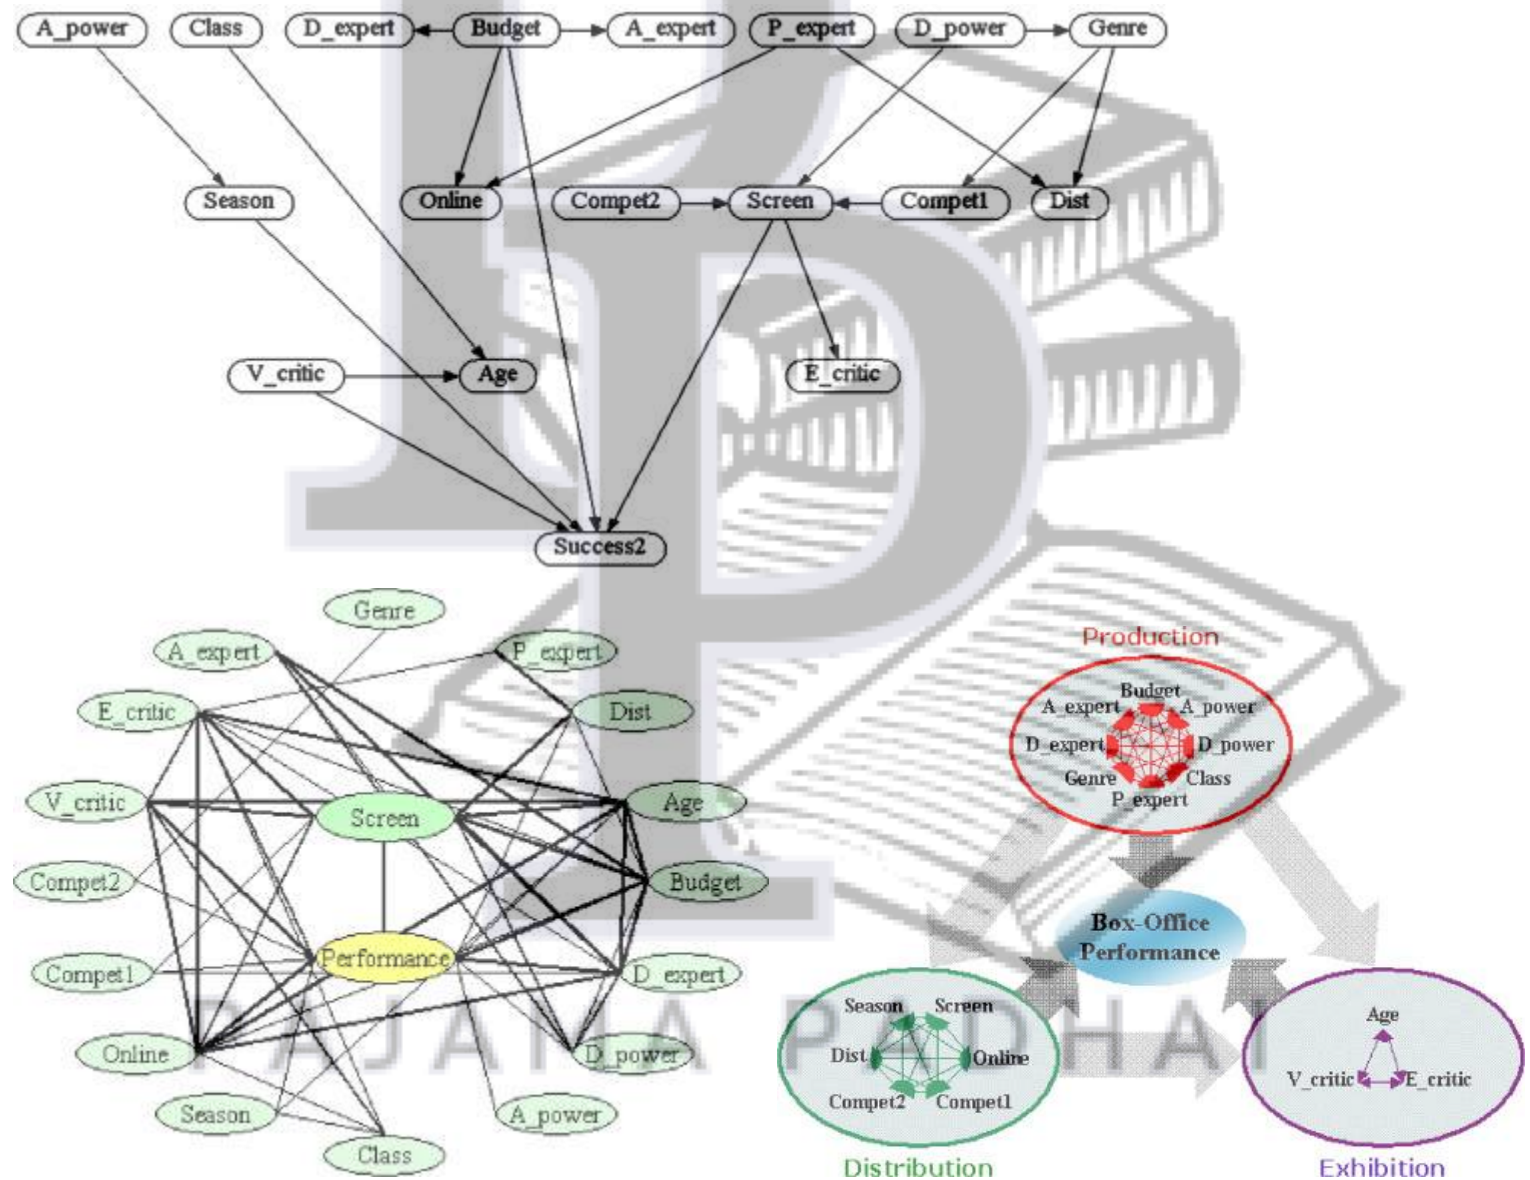 A_power Class D_expert Budget A_expert P_expert D_power Genre
Season Online Compet2 Screen Compet1 Dist
V_critic Age E_critic
Success2
Genre
A_expert P_expert
E_critic Dist
V_critic Screen Age
Compet2 Budget
Performance
Compet1 D_expert
Online D_power
Season A_power
Class
Production
Budget
A_expert A_power
D_expert D_power
Genre Class
P_expert
Box-Office
Performance
Season Screen
Dist Online
Compet2 Compet1
Distribution
Age
V_critic E_critic
Exhibition